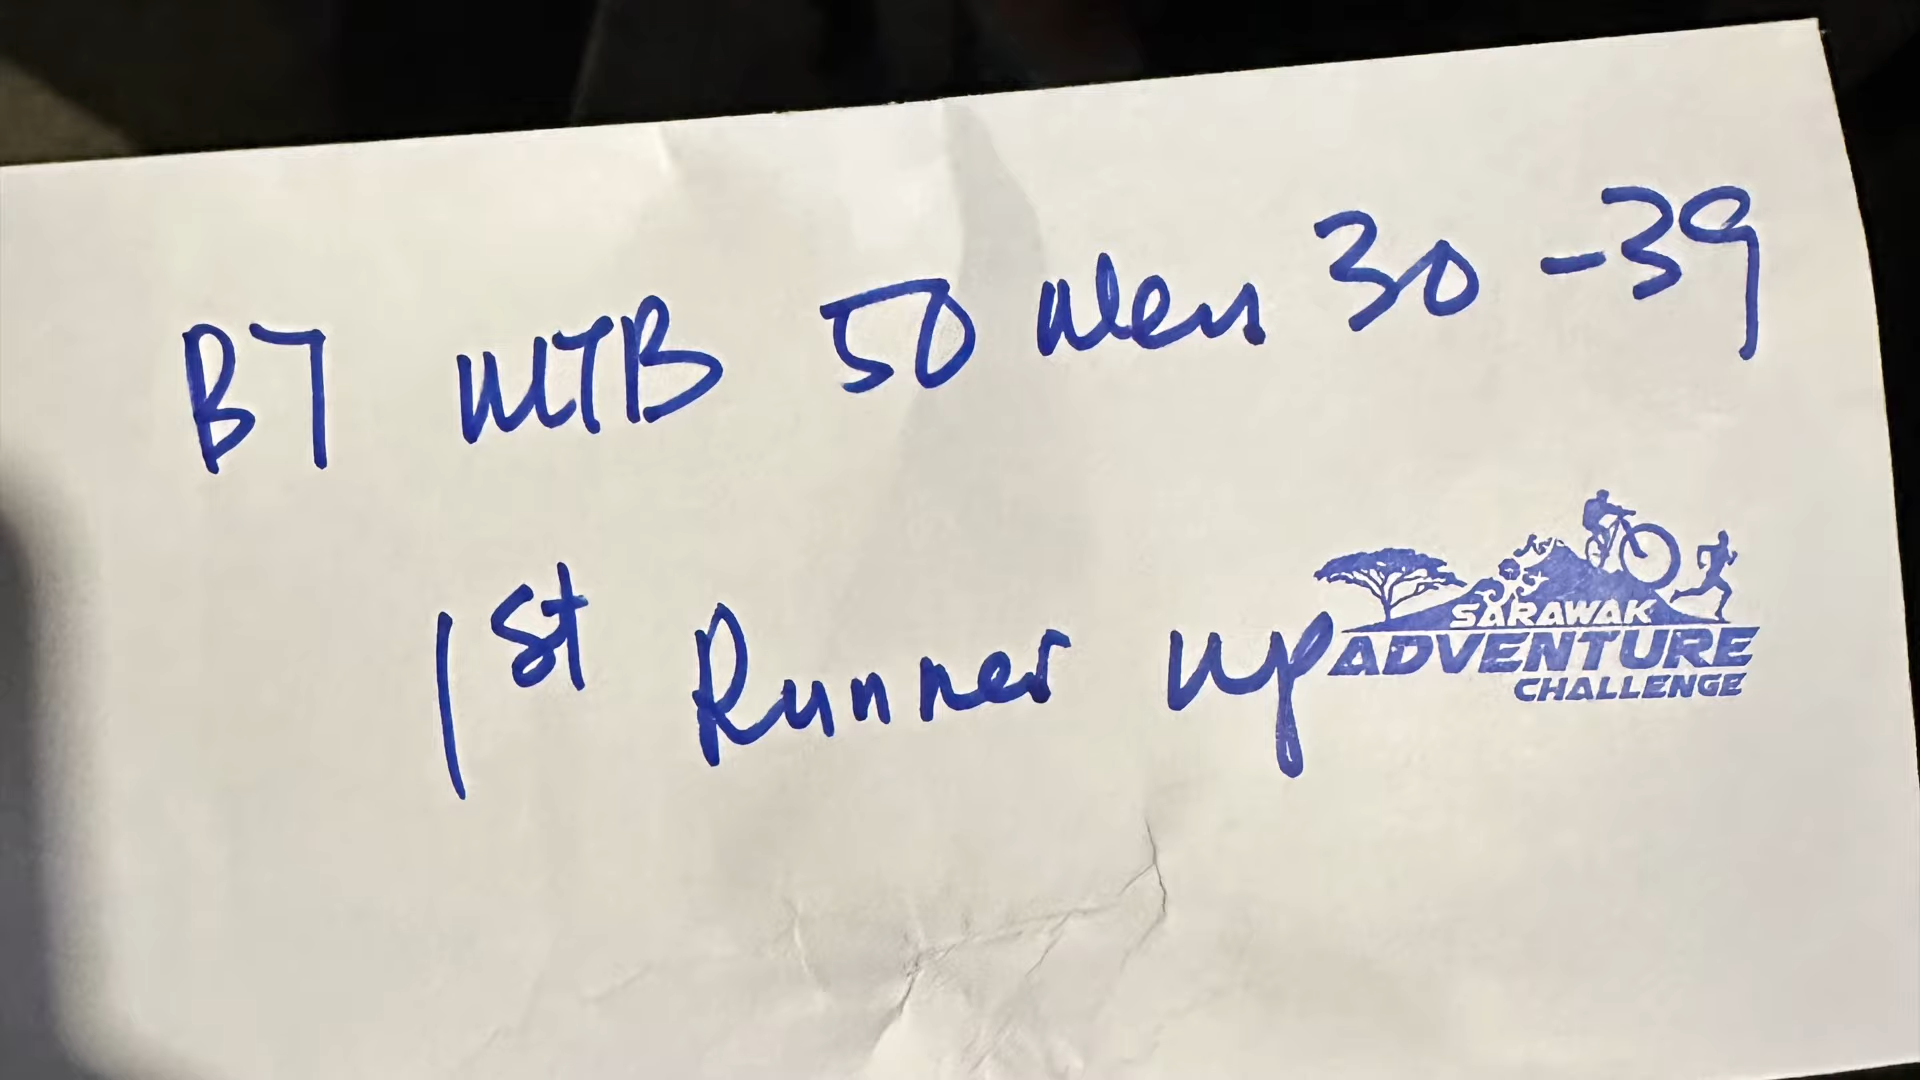 B7 MTB 50 Men 30-39
1st Runner up
SARAWAK
ADVENTURE
CHALLENGE